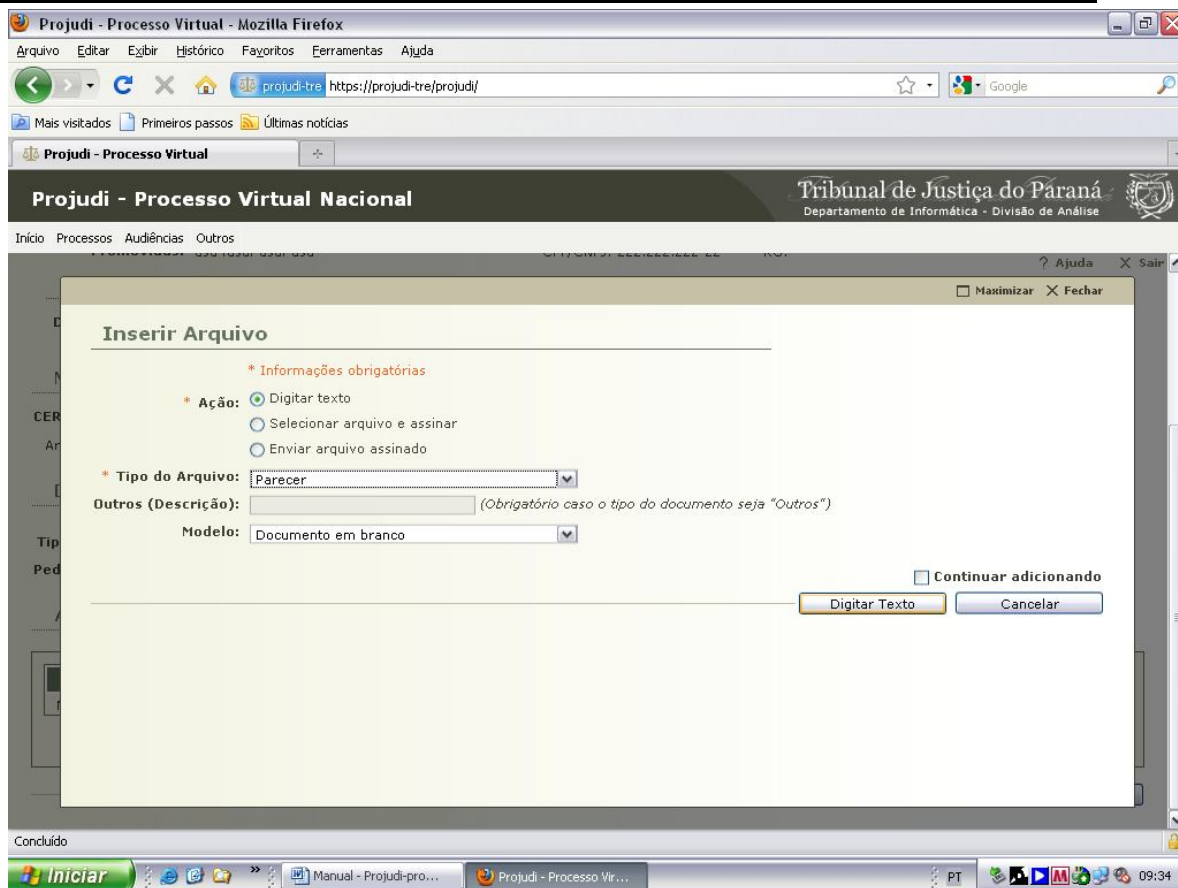 Projudi - Processo Virtual - Mozilla Firefox
Arquivo Editar Exibir Histórico Favoritos Ferramentas Ajuda
projudi-tre https://projudi-tre/projudi/ Google
Mais visitados Primeiros passos Últimas notícias
Projudi - Processo Virtual
Projudi - Processo Virtual Nacional
Tribunal de Justiça do Paraná
Departamento de Informática - Divisão de Análise
Início Processos Audiências Outros
? Ajuda X Sair
Maximizar X Fechar
Inserir Arquivo
* Informações obrigatórias
* Ação: Digitar texto
Selecionar arquivo e assinar
Enviar arquivo assinado
* Tipo do Arquivo: Parecer
Outros (Descrição): (Obrigatório caso o tipo do documento seja "Outros")
Modelo: Documento em branco
CER
Ar
Tip
Ped
Continuar adicionando
Digitar Texto Cancelar
Concluído
Iniciar » Manual - Projudi-pro... Projudi - Processo Vir... PT 09:34